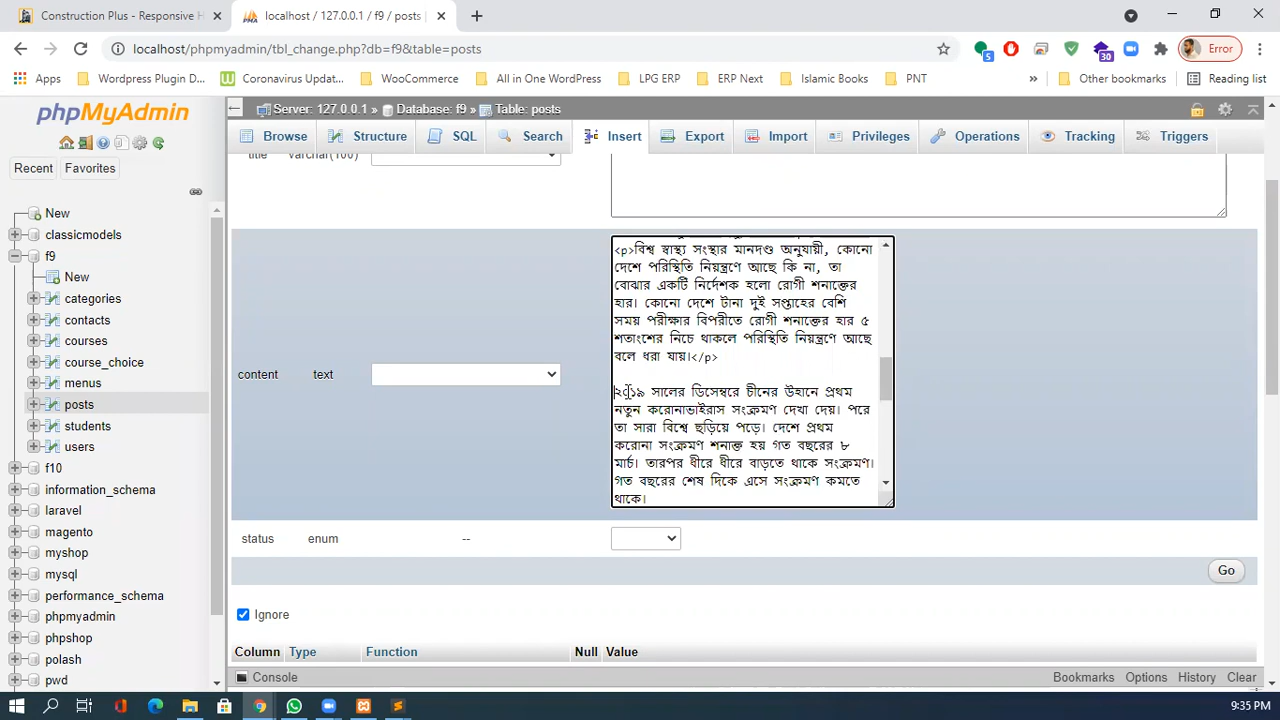 Construction Plus - Responsive H
localhost / 127.0.0.1 / f9 / posts
localhost/phpmyadmin/tbl_change.php?db=f9&table=posts
5
30
Error
Apps
Wordpress Plugin D...
Coronavirus Updat...
WooCommerce
All in One WordPress
LPG ERP
ERP Next
Islamic Books
PNT
»
Other bookmarks
Reading list
phpMyAdmin
Server: 127.0.0.1 » Database: f9 » Table: posts
Browse
Structure
SQL
Search
Insert
Export
Import
Privileges
Operations
Tracking
Triggers
Recent
Favorites
New
classicmodels
f9
New
categories
contacts
courses
course_choice
menus
posts
students
users
f10
information_schema
laravel
magento
myshop
mysql
performance_schema
phpmyadmin
phpshop
polash
pwd
title varchar(100)
<p>বিশ্ব স্বাস্থ্য সংস্থার মানদণ্ড অনুযায়ী, কোনো
দেশে পরিস্থিতি নিয়ন্ত্রণে আছে কি না, তা
বোঝার একটি নির্দেশক হলো রোগী শনাক্তের
হার। কোনো দেশে টানা দুই সপ্তাহের বেশি
সময় পরীক্ষার বিপরীতে রোগী শনাক্তের হার ৫
শতাংশের নিচে থাকলে পরিস্থিতি নিয়ন্ত্রণে আছে
বলে ধরা যায়।</p>
২০১৯ সালের ডিসেম্বরে চীনের উহানে প্রথম
নতুন করোনাভাইরাস সংক্রমণ দেখা দেয়। পরে
তা সারা বিশ্বে ছড়িয়ে পড়ে। দেশে প্রথম
করোনা সংক্রমণ শনাক্ত হয় গত বছরের ৮
মার্চ। তারপর ধীরে ধীরে বাড়তে থাকে সংক্রমণ।
গত বছরের শেষ দিকে এসে সংক্রমণ কমতে
থাকে।
content text
status enum --
Go
Ignore
Column Type Function Null Value
Console
Bookmarks Options History Clear
9:35 PM